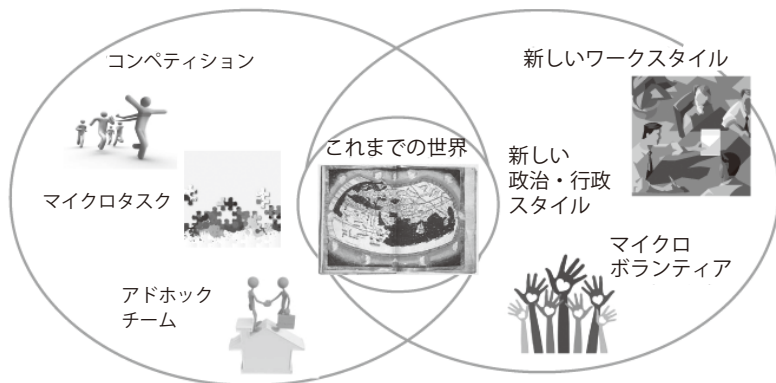 コンペティション
マイクロタスク
アドホック
チーム
これまでの世界
新しいワークスタイル
新しい
政治・行政
スタイル
マイクロ
ボランティア